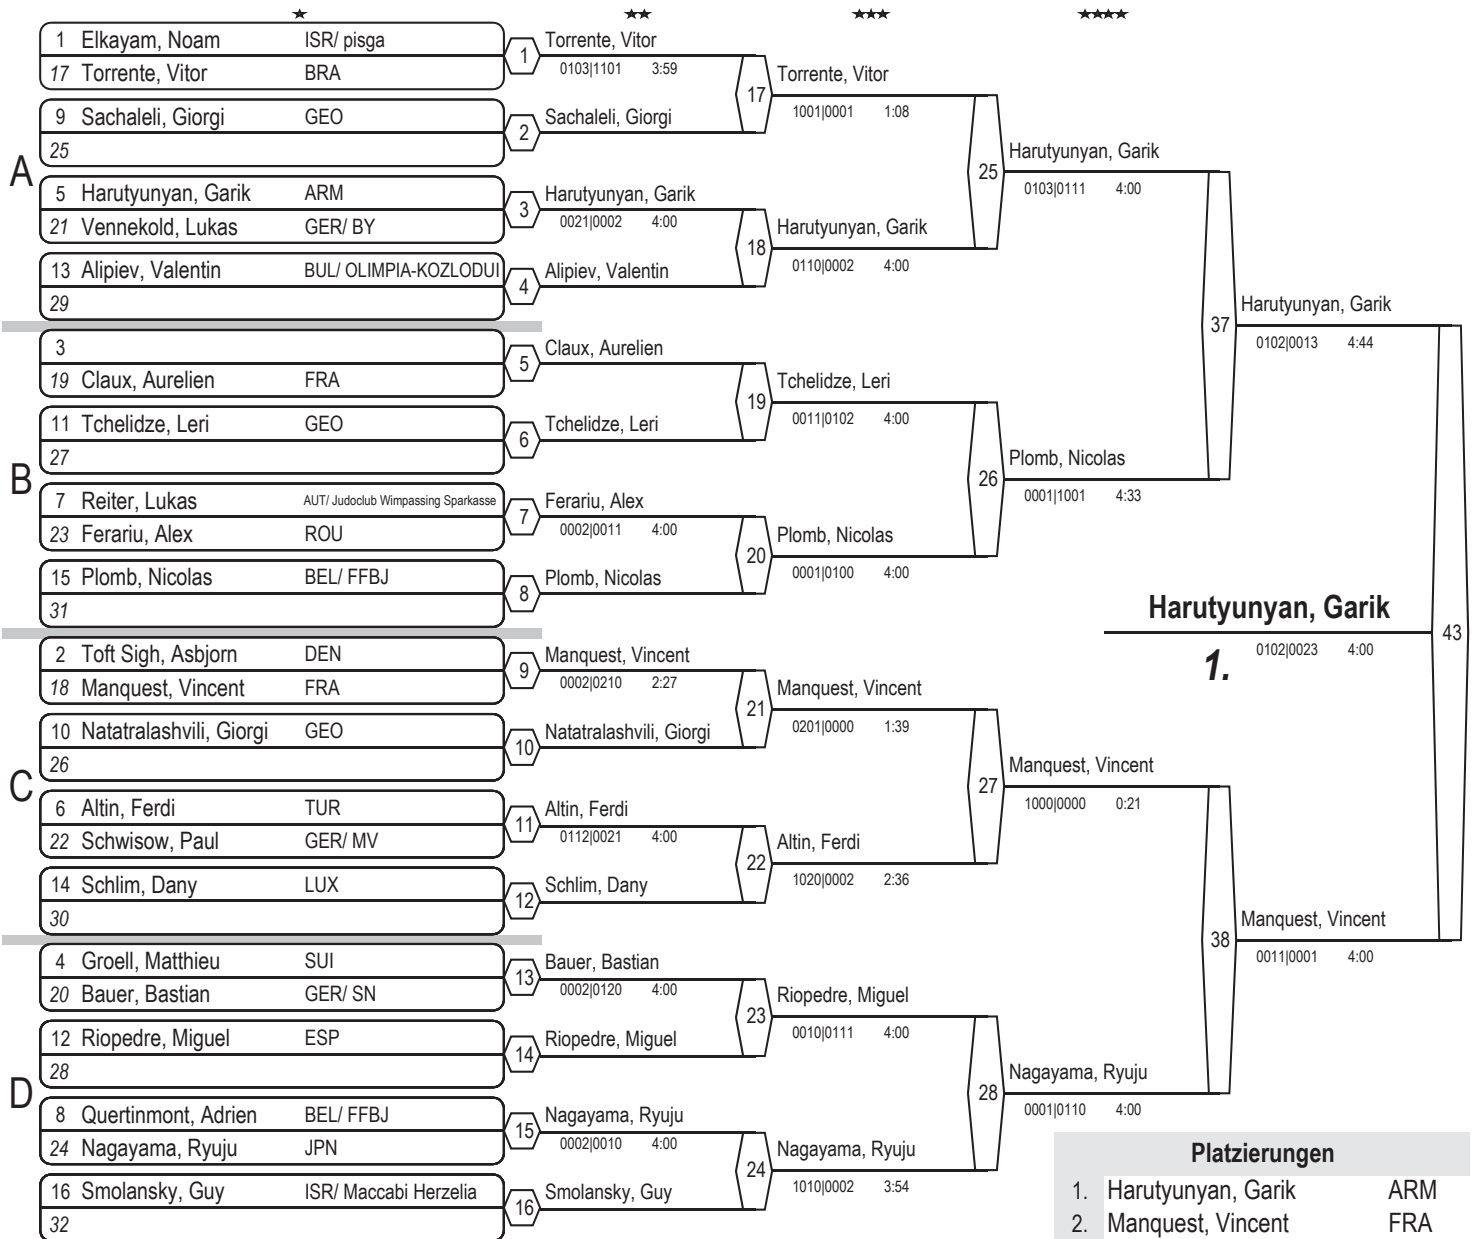 ★ ★★ ★★★ ★★★★
A
1 Elkayam, Noam ISR/ pisga
17 Torrente, Vitor BRA
9 Sachaleli, Giorgi GEO
25
5 Harutyunyan, Garik ARM
21 Vennekold, Lukas GER/ BY
13 Alipiev, Valentin BUL/ OLIMPIA-KOZLODUI
29
B
3
19 Claux, Aurelien FRA
11 Tchelidze, Leri GEO
27
7 Reiter, Lukas AUT/ Judoclub Wimpassing Sparkasse
23 Ferariu, Alex ROU
15 Plomb, Nicolas BEL/ FFBJ
31
C
2 Toft Sigh, Asbjorn DEN
18 Manquest, Vincent FRA
10 Natatralashvili, Giorgi GEO
26
6 Altin, Ferdi TUR
22 Schwisow, Paul GER/ MV
14 Schlim, Dany LUX
30
D
4 Groell, Matthieu SUI
20 Bauer, Bastian GER/ SN
12 Riopedre, Miguel ESP
28
8 Quertinmont, Adrien BEL/ FFBJ
24 Nagayama, Ryuju JPN
16 Smolansky, Guy ISR/ Maccabi Herzelia
32
1 Torrente, Vitor
0103|1101 3:59
2 Sachaleli, Giorgi
3 Harutyunyan, Garik
0021|0002 4:00
4 Alipiev, Valentin
5 Claux, Aurelien
6 Tchelidze, Leri
7 Ferariu, Alex
0002|0011 4:00
8 Plomb, Nicolas
9 Manquest, Vincent
0002|0210 2:27
10 Natatralashvili, Giorgi
11 Altin, Ferdi
0112|0021 4:00
12 Schlim, Dany
13 Bauer, Bastian
0002|0120 4:00
14 Riopedre, Miguel
15 Nagayama, Ryuju
0002|0010 4:00
16 Smolansky, Guy
17 Torrente, Vitor
1001|0001 1:08
18 Harutyunyan, Garik
0110|0002 4:00
19 Tchelidze, Leri
0011|0102 4:00
20 Plomb, Nicolas
0001|0100 4:00
21 Manquest, Vincent
0201|0000 1:39
22 Altin, Ferdi
1020|0002 2:36
23 Riopedre, Miguel
0010|0111 4:00
24 Nagayama, Ryuju
1010|0002 3:54
25 Harutyunyan, Garik
0103|0111 4:00
26 Plomb, Nicolas
0001|1001 4:33
27 Manquest, Vincent
1000|0000 0:21
28 Nagayama, Ryuju
0001|0110 4:00
37 Harutyunyan, Garik
0102|0013 4:44
38 Manquest, Vincent
0011|0001 4:00
43
Harutyunyan, Garik
1. 0102|0023 4:00
Platzierungen
1. Harutyunyan, Garik ARM
2. Manquest, Vincent FRA